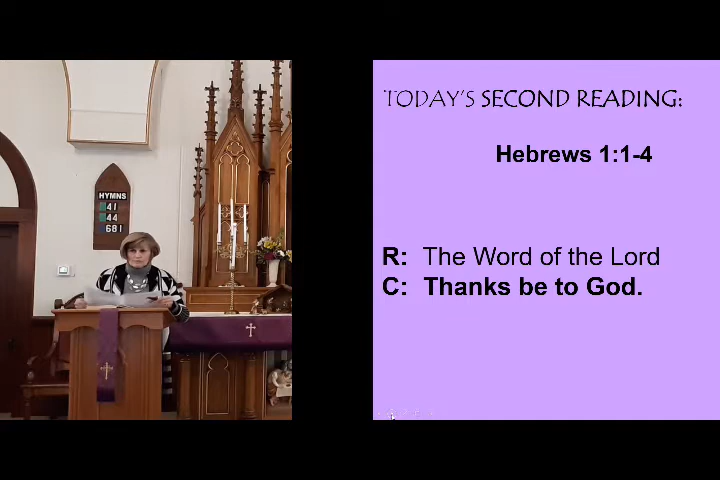 HYMNS
41
44
681
TODAY'S SECOND READING:
Hebrews 1:1-4
R: The Word of the Lord
C: Thanks be to God.